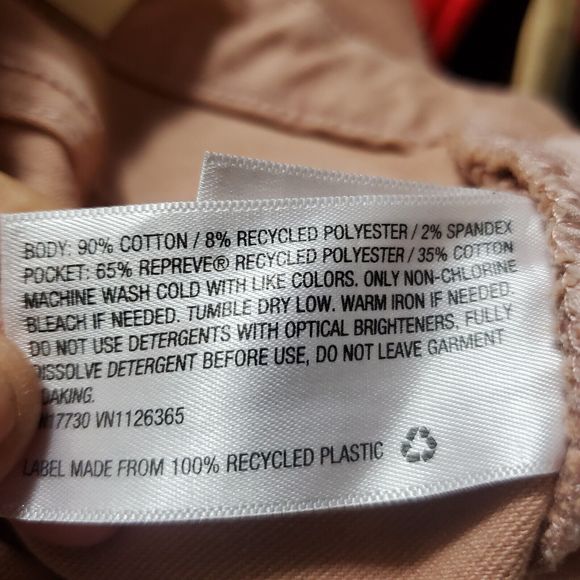 BODY: 90% COTTON / 8% RECYCLED POLYESTER / 2% SPANDEX
POCKET: 65% REPREVE® RECYCLED POLYESTER / 35% COTTON
MACHINE WASH COLD WITH LIKE COLORS. ONLY NON-CHLORINE
BLEACH IF NEEDED. TUMBLE DRY LOW. WARM IRON IF NEEDED.
DO NOT USE DETERGENTS WITH OPTICAL BRIGHTENERS, FULLY
DISSOLVE DETERGENT BEFORE USE, DO NOT LEAVE GARMENT
SOAKING.
VN1126365
LABEL MADE FROM 100% RECYCLED PLASTIC